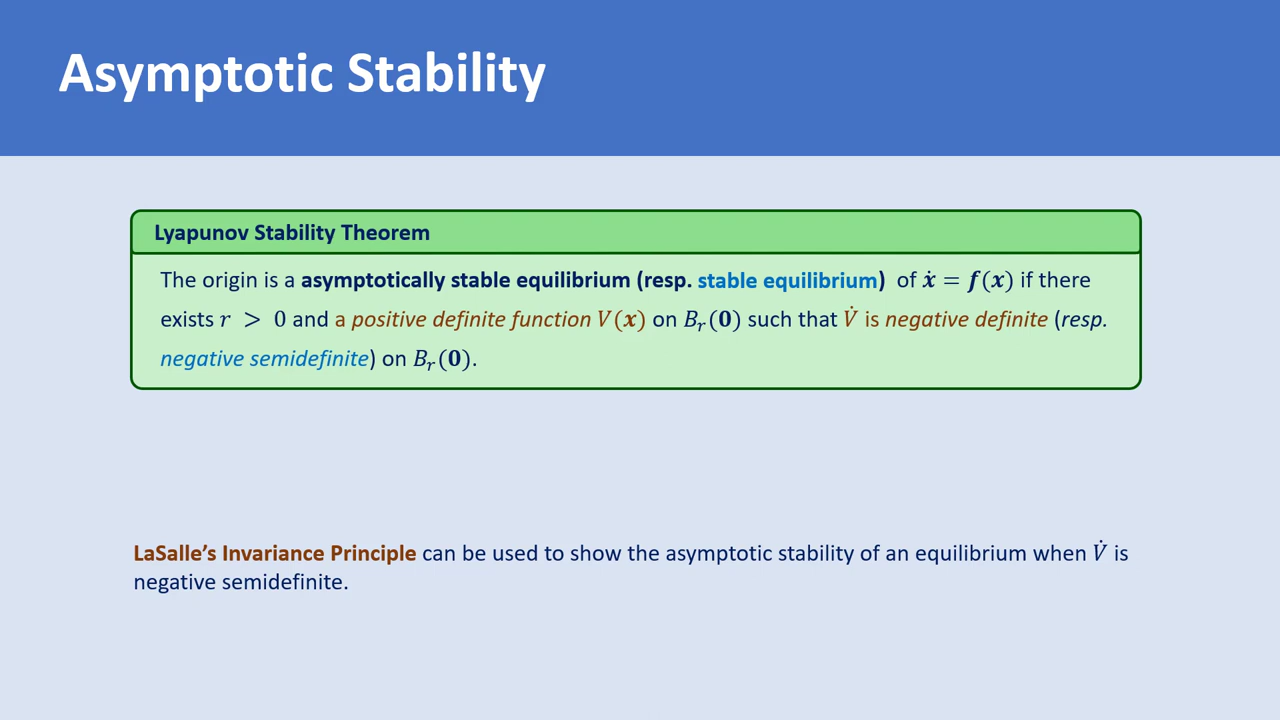 Asymptotic Stability
Lyapunov Stability Theorem
The origin is a asymptotically stable equilibrium (resp. stable equilibrium) of ẋ = f(x) if there
exists r > 0 and a positive definite function V(x) on Bᵣ(0) such that V̇ is negative definite (resp.
negative semidefinite) on Bᵣ(0).
LaSalle’s Invariance Principle can be used to show the asymptotic stability of an equilibrium when V̇ is
negative semidefinite.